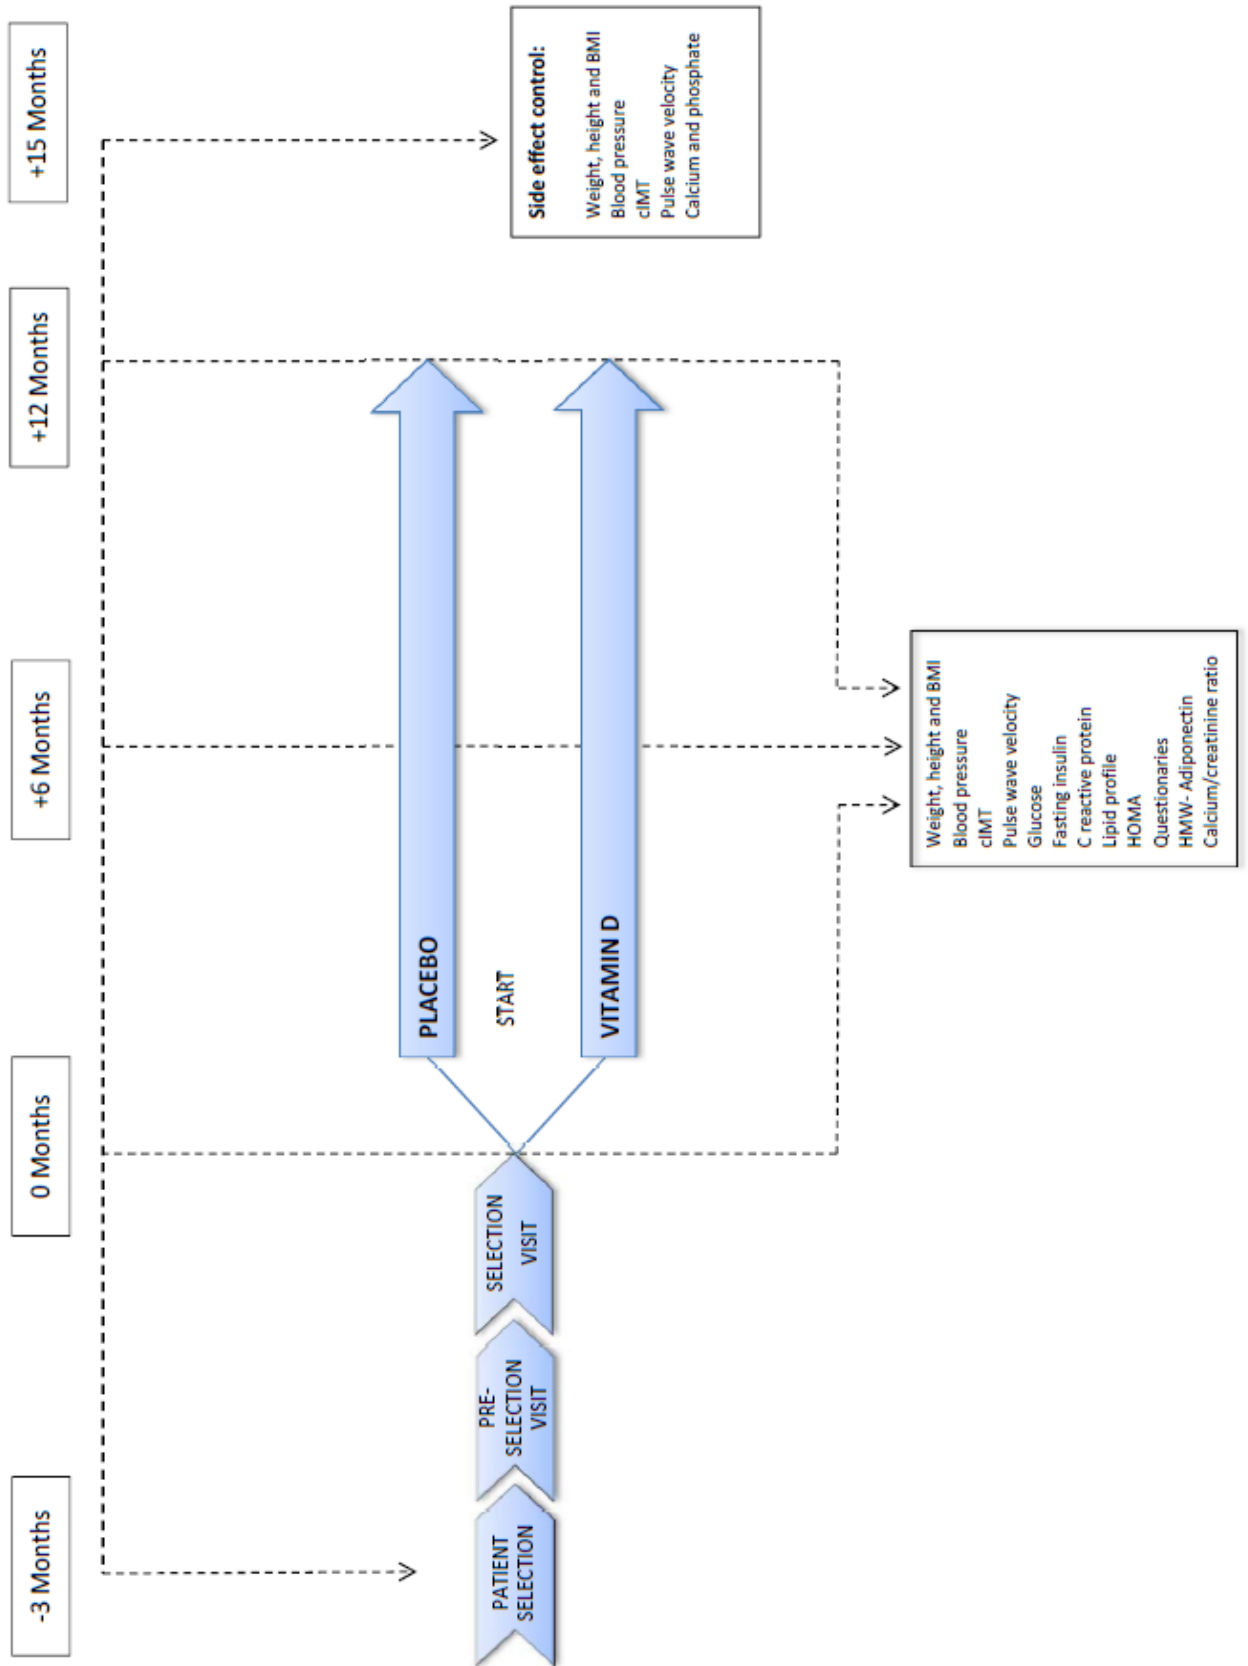 -3 Months
0 Months
+6 Months
+12 Months
+15 Months
PATIENT
SELECTION
PRE-
SELECTION
VISIT
SELECTION
VISIT
PLACEBO
START
VITAMIN D
Side effect control:
Weight, height and BMI
Blood pressure
cIMT
Pulse wave velocity
Calcium and phosphate
Weight, height and BMI
Blood pressure
cIMT
Pulse wave velocity
Glucose
Fasting insulin
C reactive protein
Lipid profile
HOMA
Questionaries
HMW- Adiponectin
Calcium/creatinine ratio